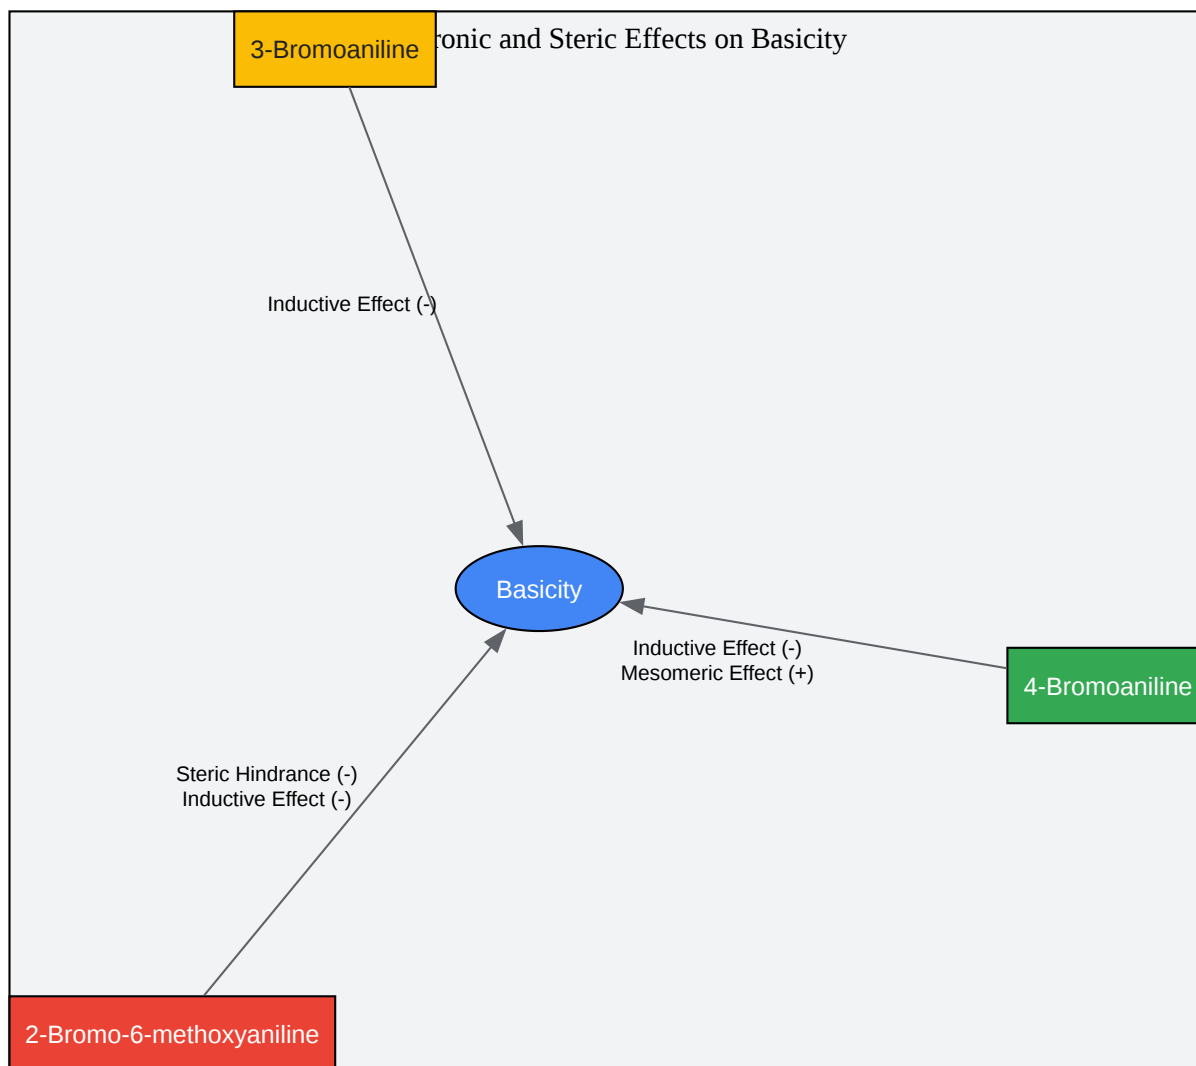 3-Bromoaniline
ronic and Steric Effects on Basicity
Inductive Effect (-)
Basicity
Inductive Effect (-)
Mesomeric Effect (+)
4-Bromoaniline
Steric Hindrance (-)
Inductive Effect (-)
2-Bromo-6-methoxyaniline